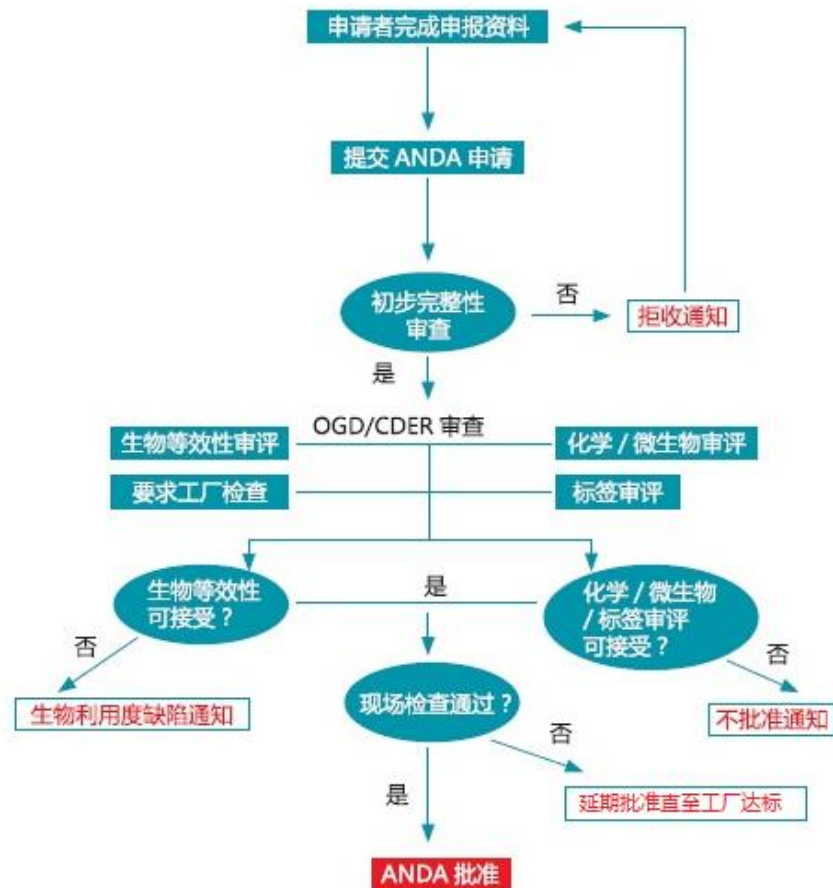 申请者完成申报资料
提交 ANDA 申请
初步完整性
审查
否
拒收通知
是
OGD/CDER 审查
生物等效性审评
化学 / 微生物审评
要求工厂检查
标签审评
生物等效性
可接受？
是
化学 / 微生物
/ 标签审评
可接受？
否
生物利用度缺陷通知
现场检查通过？
否
不批准通知
否
延期批准直至工厂达标
是
ANDA 批准